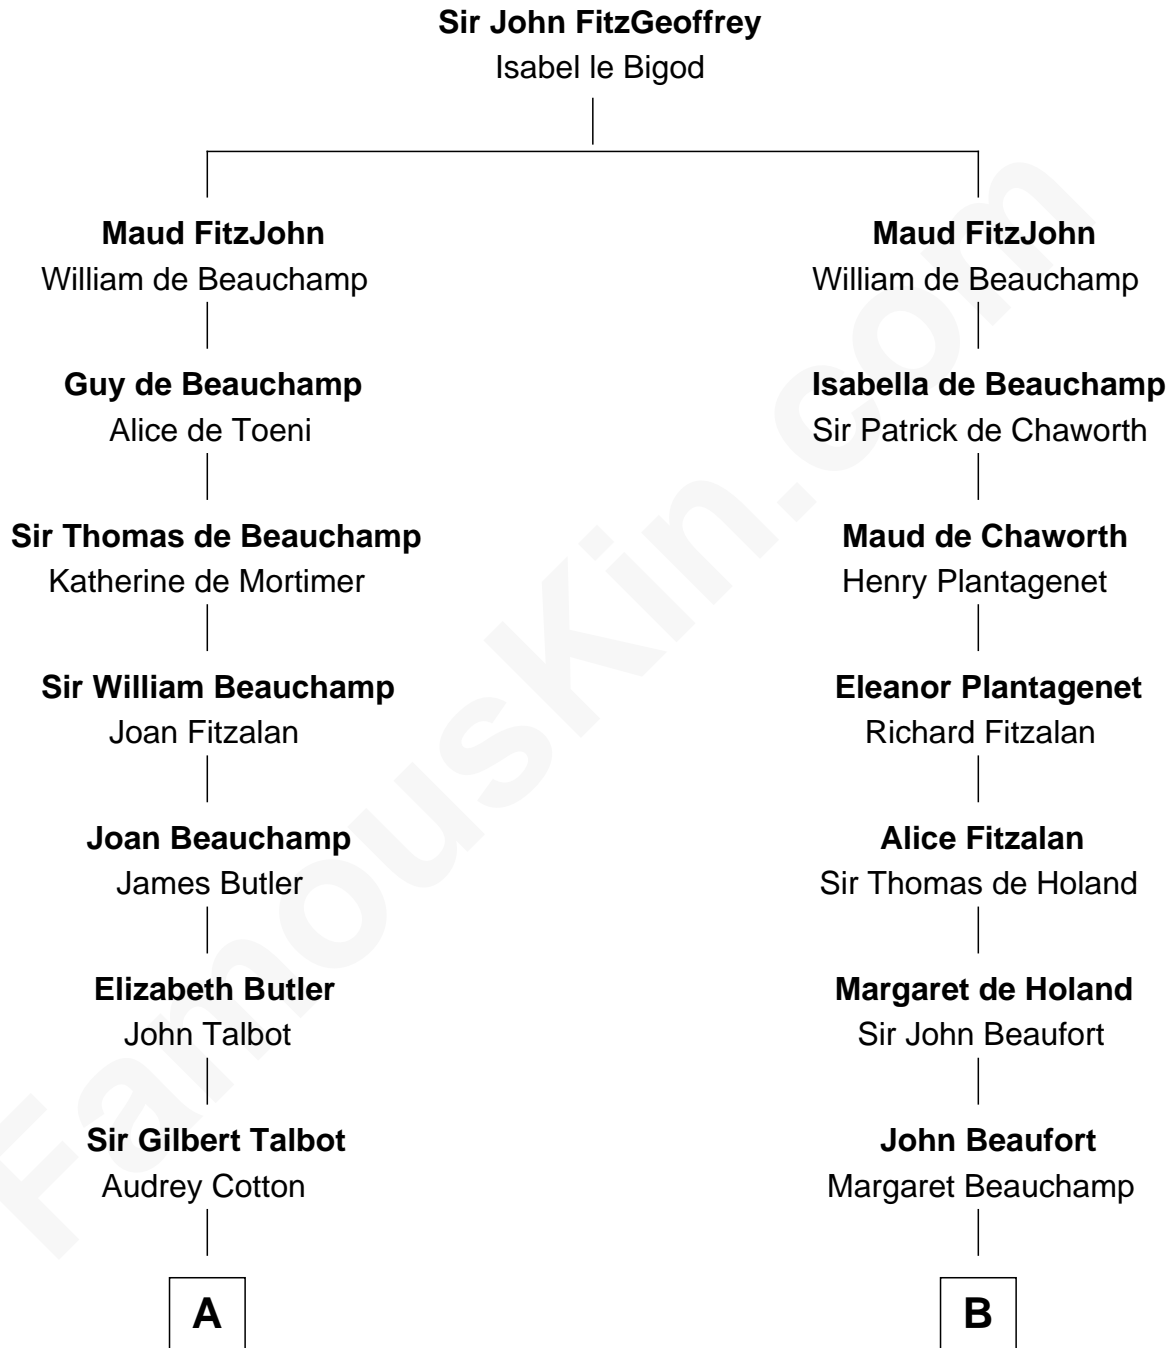 Sir John FitzGeoffrey
Isabel le Bigod
Maud FitzJohn
William de Beauchamp
Maud FitzJohn
William de Beauchamp
Guy de Beauchamp
Alice de Toeni
Isabella de Beauchamp
Sir Patrick de Chaworth
Sir Thomas de Beauchamp
Katherine de Mortimer
Maud de Chaworth
Henry Plantagenet
Sir William Beauchamp
Joan Fitzalan
Eleanor Plantagenet
Richard Fitzalan
Joan Beauchamp
James Butler
Alice Fitzalan
Sir Thomas de Holand
Elizabeth Butler
John Talbot
Margaret de Holand
Sir John Beaufort
Sir Gilbert Talbot
Audrey Cotton
John Beaufort
Margaret Beauchamp
A
B
FamousKin.com